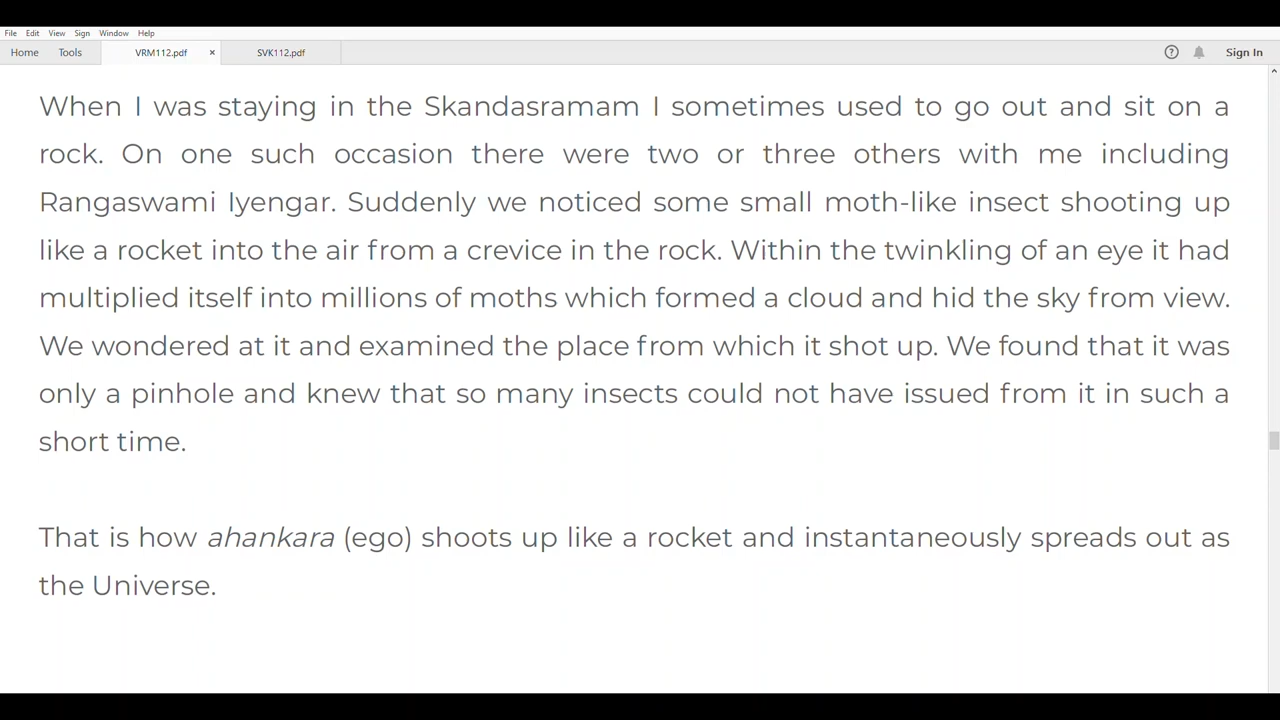 File Edit View Sign Window Help
Home Tools VRM112.pdf × SVK112.pdf ? Sign In
When I was staying in the Skandasramam I sometimes used to go out and sit on a
rock. On one such occasion there were two or three others with me including
Rangaswami Iyengar. Suddenly we noticed some small moth-like insect shooting up
like a rocket into the air from a crevice in the rock. Within the twinkling of an eye it had
multiplied itself into millions of moths which formed a cloud and hid the sky from view.
We wondered at it and examined the place from which it shot up. We found that it was
only a pinhole and knew that so many insects could not have issued from it in such a
short time.
That is how ahankara (ego) shoots up like a rocket and instantaneously spreads out as
the Universe.